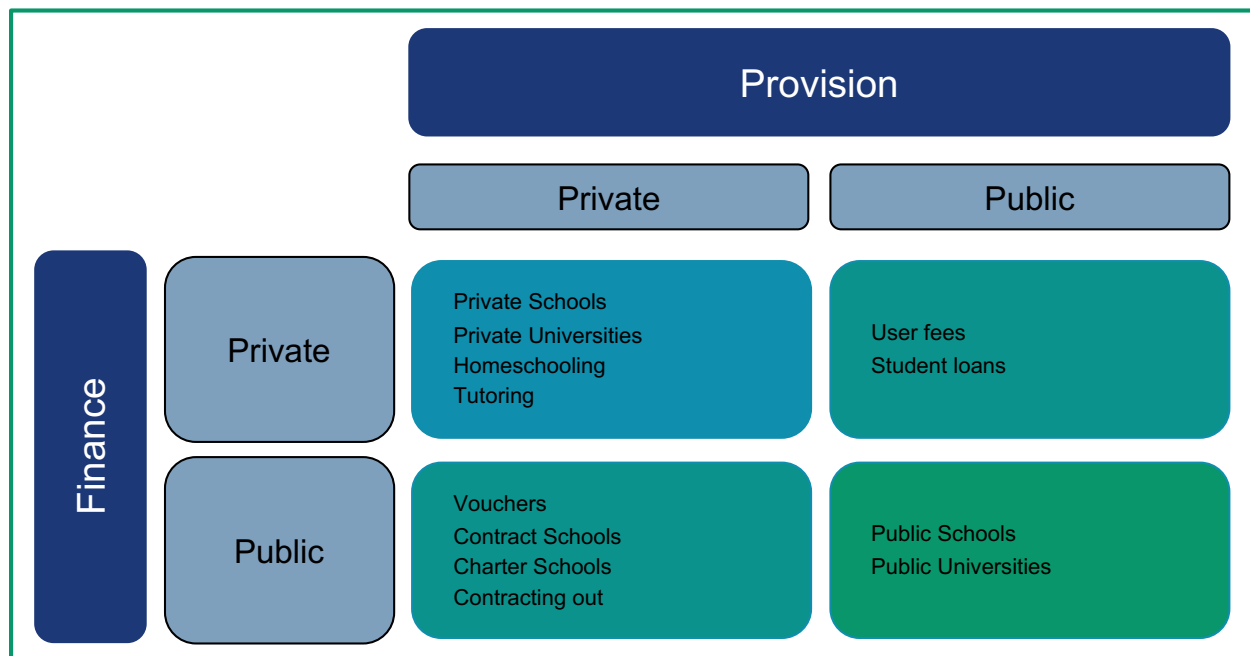 Provision
Private
Public
Finance
Private
Private Schools
Private Universities
Homeschooling
Tutoring
User fees
Student loans
Public
Vouchers
Contract Schools
Charter Schools
Contracting out
Public Schools
Public Universities